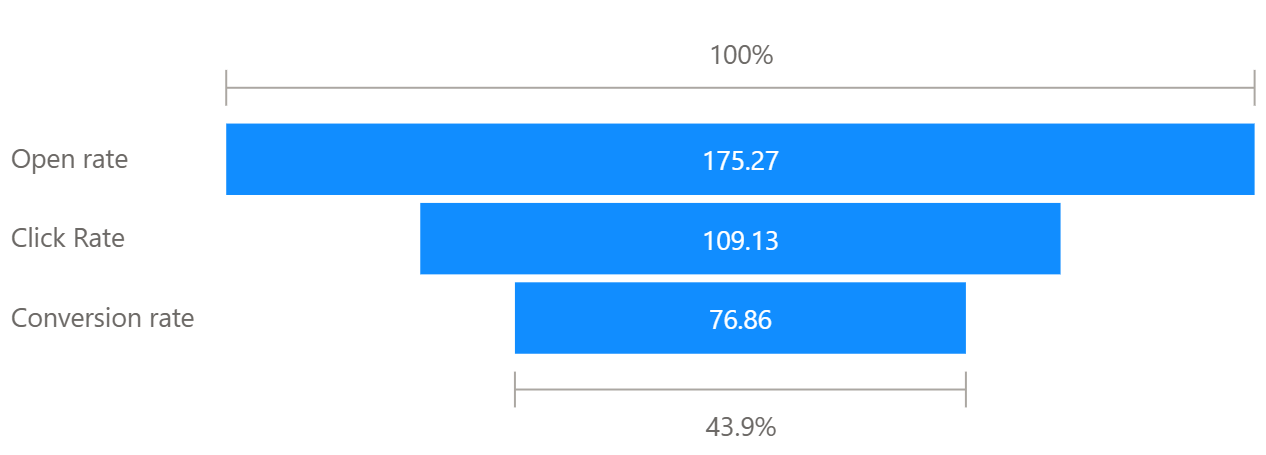 100%
Open rate 175.27
Click Rate 109.13
Conversion rate 76.86
43.9%